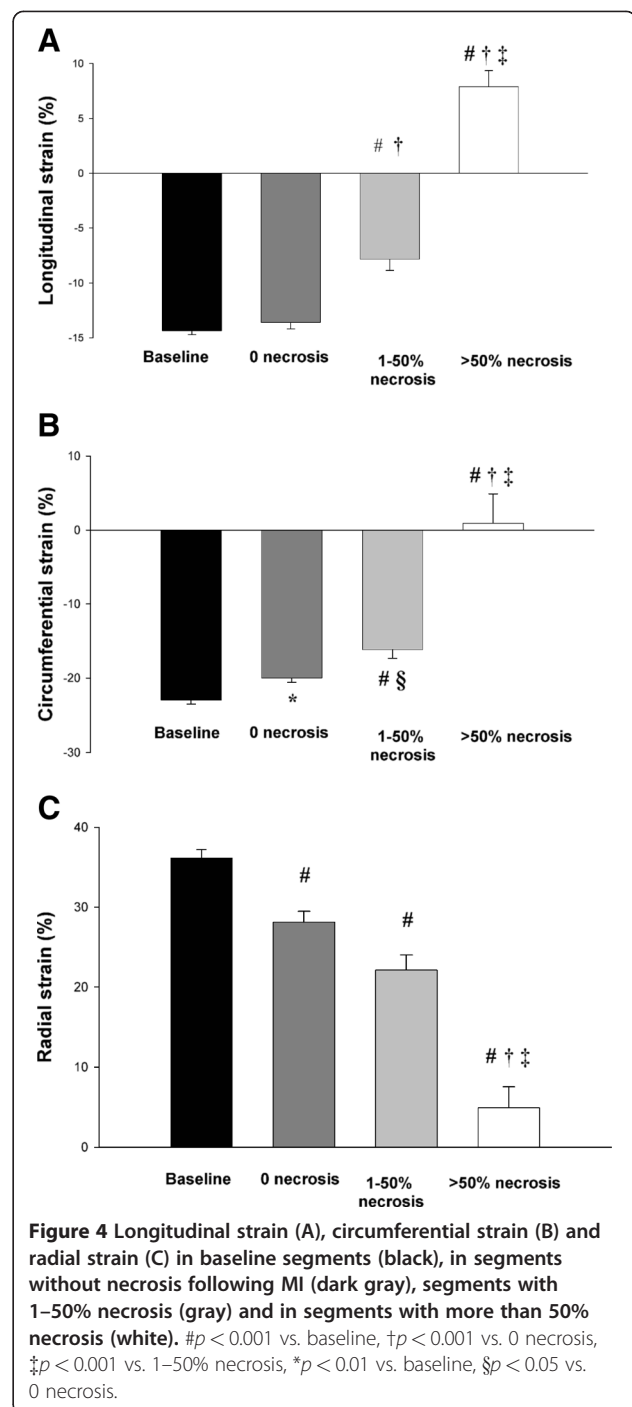 A
10
# † ‡
5
# †
0
-5
-10
-15
Longitudinal strain (%)
Baseline
0 necrosis
1-50%
necrosis
>50% necrosis
B
10
# † ‡
0
-10
-20
-30
Circumferential strain (%)
*
# §
Baseline
0 necrosis
1-50%
necrosis
>50% necrosis
C
40
30
20
10
0
Radial strain (%)
#
#
# † ‡
Baseline
0 necrosis
1-50%
necrosis
>50% necrosis
Figure 4 Longitudinal strain (A), circumferential strain (B) and
radial strain (C) in baseline segments (black), in segments
without necrosis following MI (dark gray), segments with
1–50% necrosis (gray) and in segments with more than 50%
necrosis (white). #p < 0.001 vs. baseline, †p < 0.001 vs. 0 necrosis,
‡p < 0.001 vs. 1–50% necrosis, *p < 0.01 vs. baseline, §p < 0.05 vs.
0 necrosis.